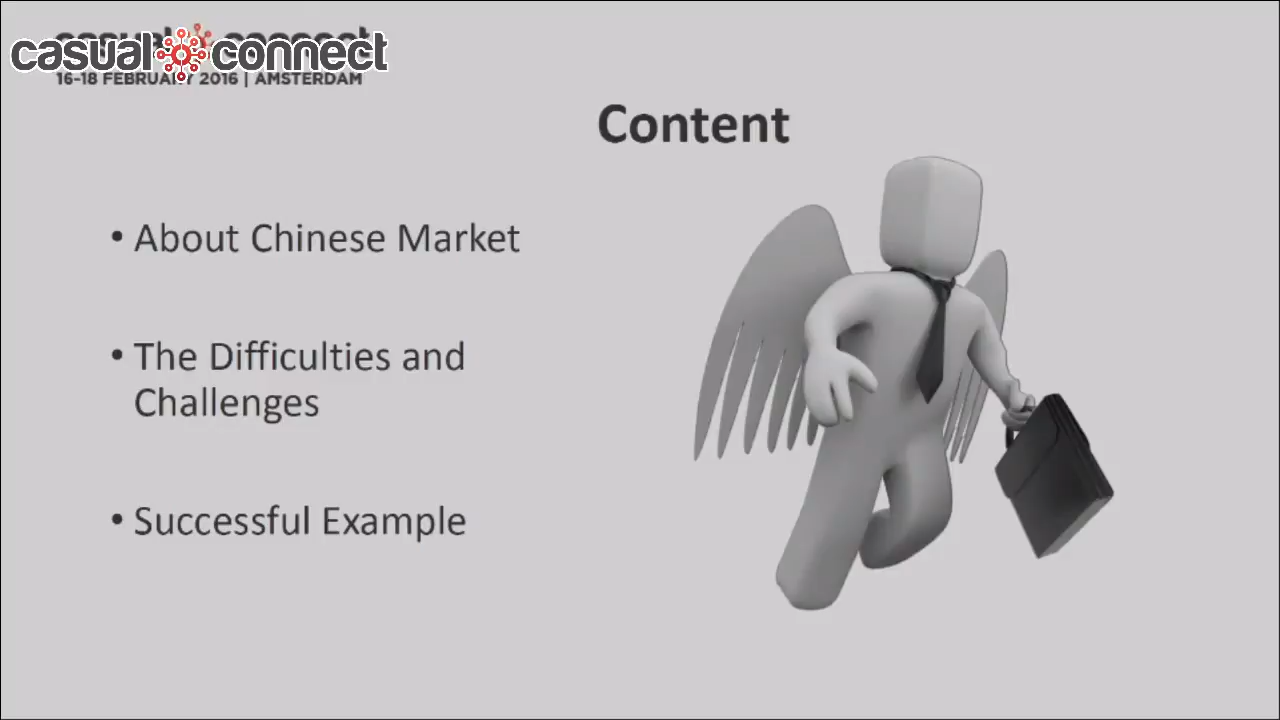 casual connect
16-18 FEBRUARY 2016 | AMSTERDAM
Content
• About Chinese Market
• The Difficulties and
Challenges
• Successful Example